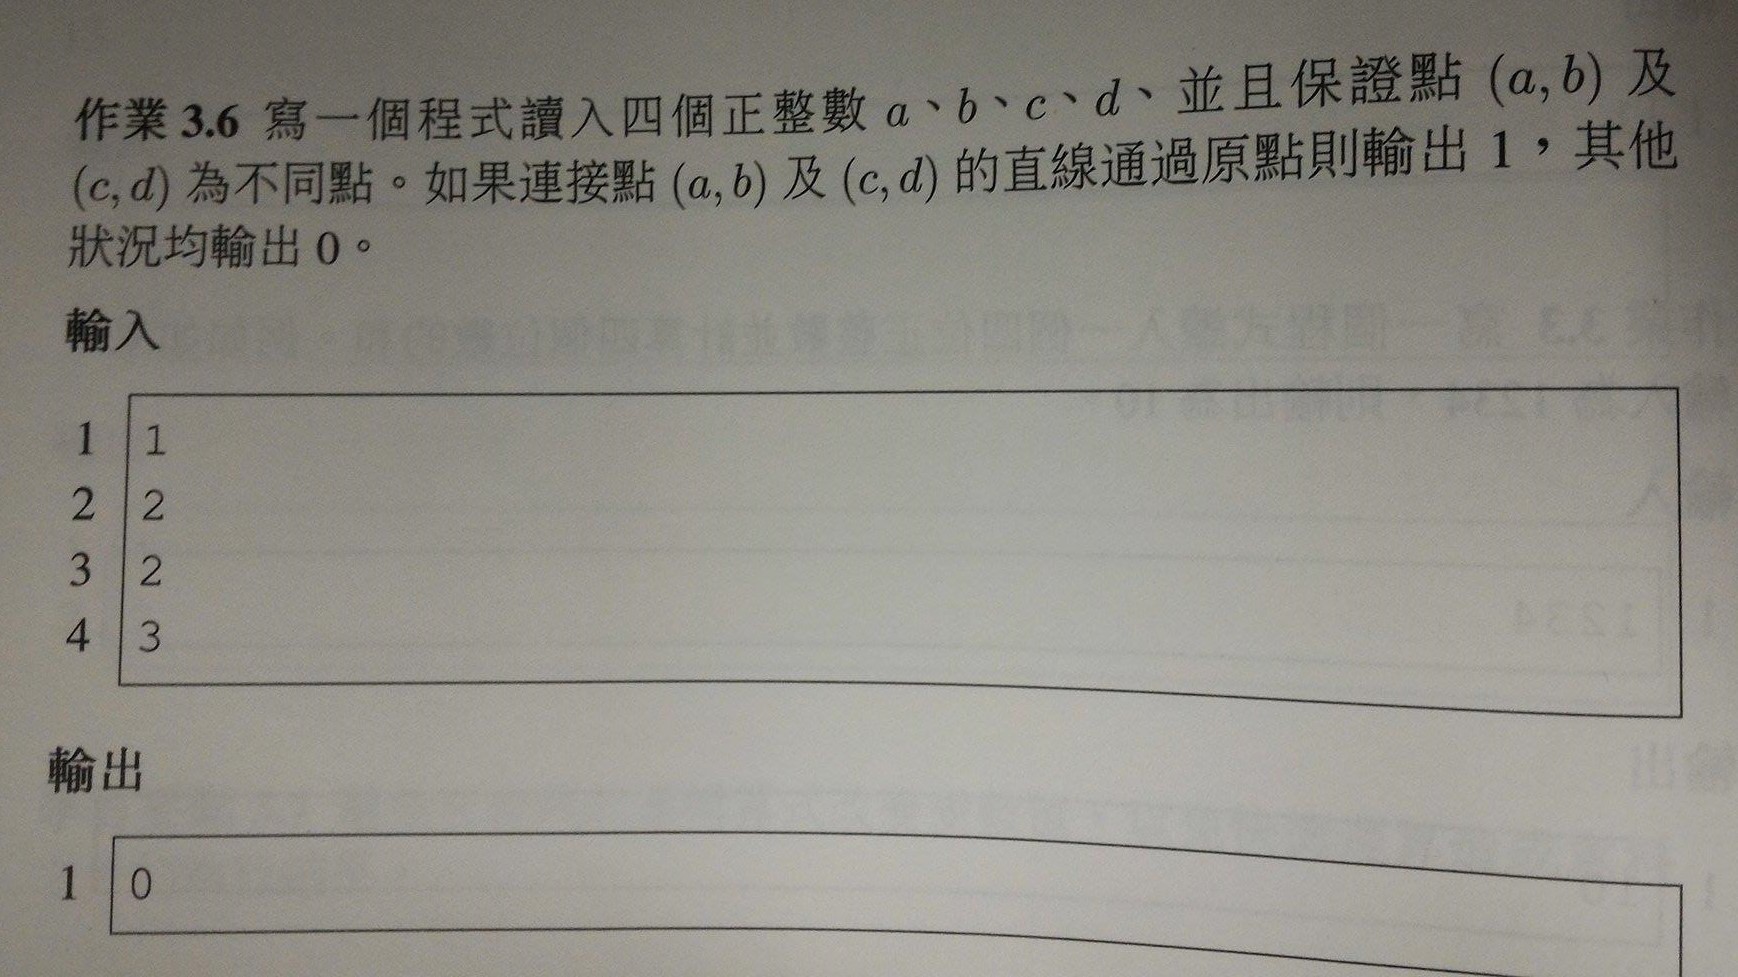 作業 3.6 寫一個程式讀入四個正整數 a、b、c、d、並且保證點 (a, b) 及
(c, d) 為不同點。如果連接點 (a, b) 及 (c, d) 的直線通過原點則輸出 1，其他
狀況均輸出 0。
輸入
1 1
2 2
3 2
4 3
輸出
1 0